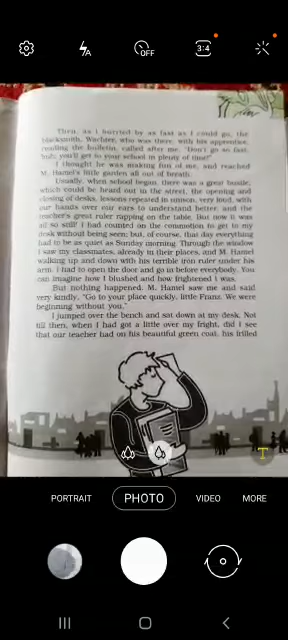 OFF
3:4
Then, as I hurried by as fast as I could go, the
blacksmith, Wachter, who was there, with his apprentice,
reading the bulletin, called after me, "Don't go so fast,
bub; you'll get to your school in plenty of time!"
I thought he was making fun of me, and reached
M. Hamel's little garden all out of breath.
Usually, when school began, there was a great bustle,
which could be heard out in the street, the opening and
closing of desks, lessons repeated in unison, very loud, with
our hands over our ears to understand better, and the
teacher's great ruler rapping on the table. But now it was
all so still! I had counted on the commotion to get to my
desk without being seen; but, of course, that day everything
had to be as quiet as Sunday morning. Through the window
I saw my classmates, already in their places, and M. Hamel
walking up and down with his terrible iron ruler under his
arm. I had to open the door and go in before everybody. You
can imagine how I blushed and how frightened I was.
But nothing happened. M. Hamel saw me and said
very kindly, "Go to your place quickly, little Franz. We were
beginning without you."
I jumped over the bench and sat down at my desk. Not
till then, when I had got a little over my fright, did I see
that our teacher had on his beautiful green coat, his frilled
T
PORTRAIT PHOTO VIDEO MORE